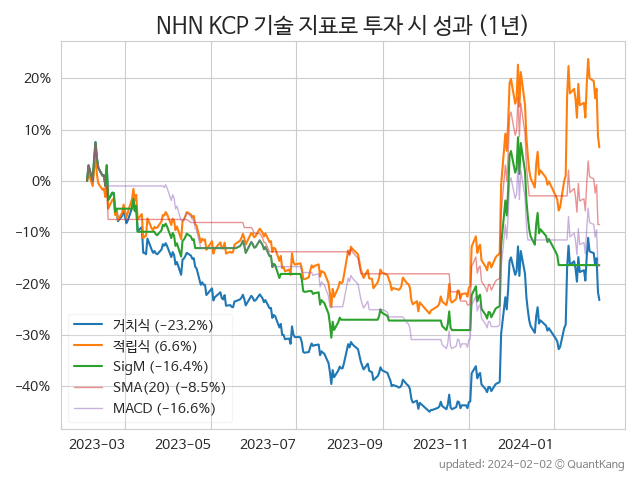 NHN KCP 기술 지표로 투자 시 성과 (1년)
20%
10%
0%
−10%
−20%
−30%
−40%
거치식 (−23.2%)
적립식 (6.6%)
SigM (−16.4%)
SMA(20) (−8.5%)
MACD (−16.6%)
2023−03
2023−05
2023−07
2023−09
2023−11
2024−01
updated: 2024−02−02 © QuantKang